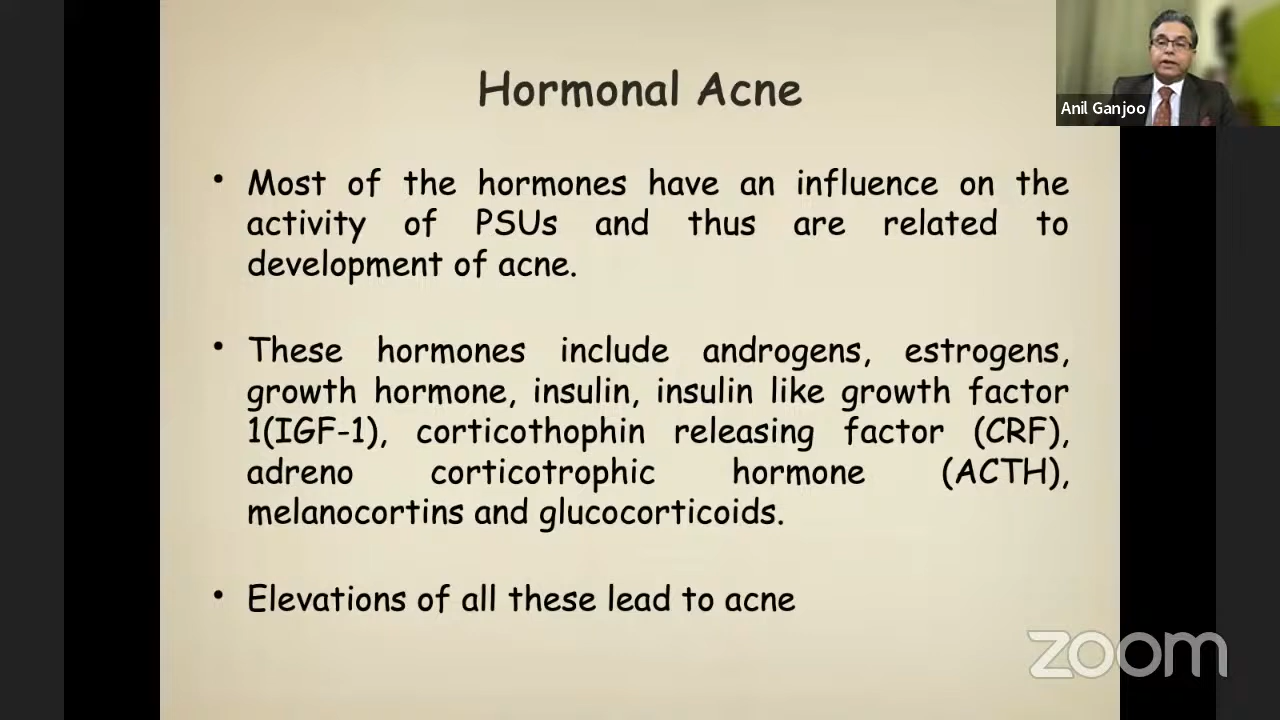 Hormonal Acne
Anil Ganjoo
• Most of the hormones have an influence on the
activity of PSUs and thus are related to
development of acne.
• These hormones include androgens, estrogens,
growth hormone, insulin, insulin like growth factor
1(IGF-1), corticothophin releasing factor (CRF),
adreno corticotrophic hormone (ACTH),
melanocortins and glucocorticoids.
• Elevations of all these lead to acne
zoom